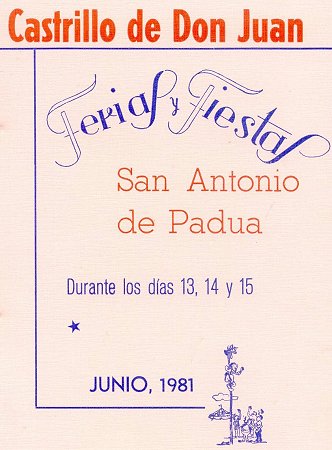 Castrillo de Don Juan
Ferias y Fiestas
San Antonio
de Padua
Durante los días 13, 14 y 15
JUNIO, 1981